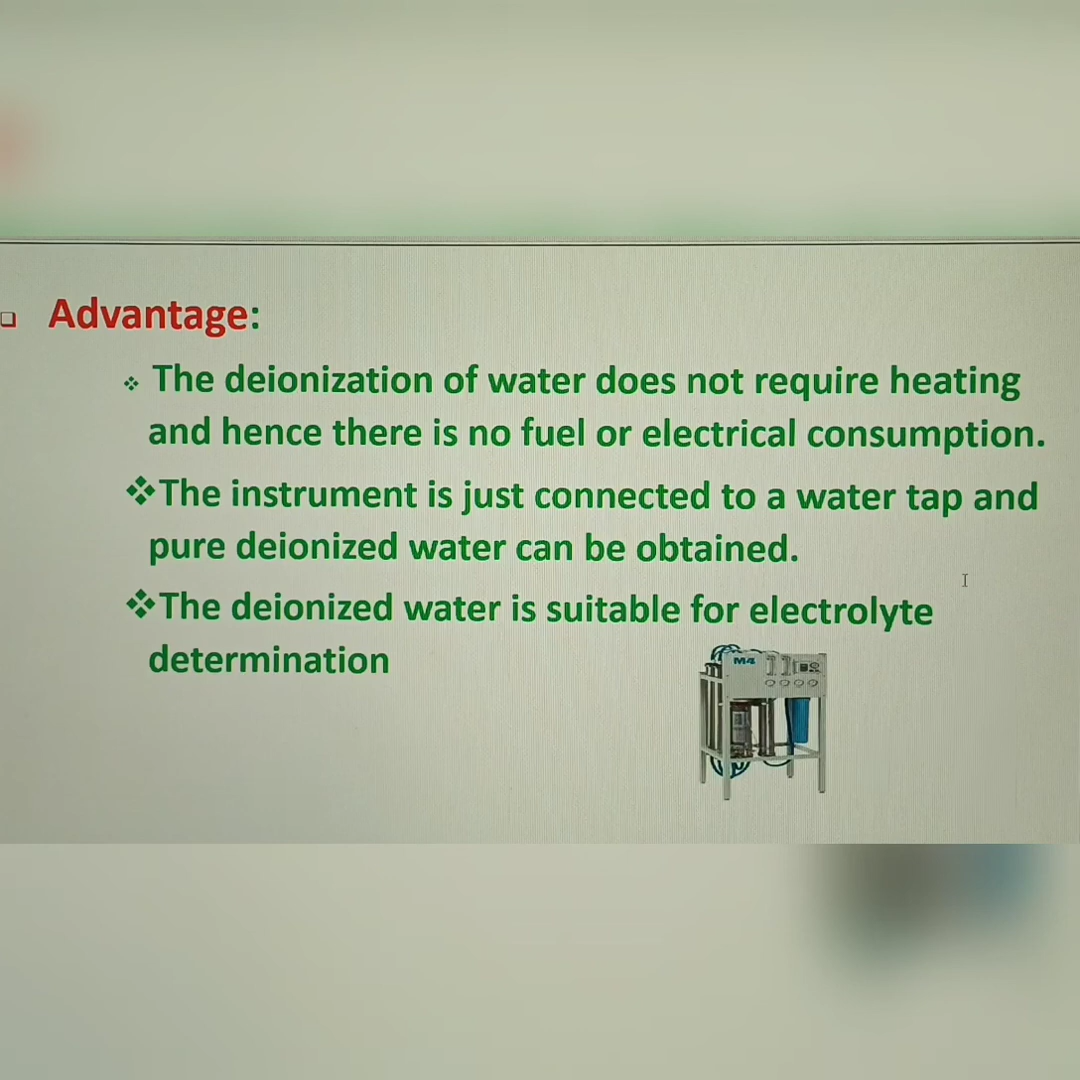 Advantage:
The deionization of water does not require heating
and hence there is no fuel or electrical consumption.
The instrument is just connected to a water tap and
pure deionized water can be obtained.
The deionized water is suitable for electrolyte
determination
M4